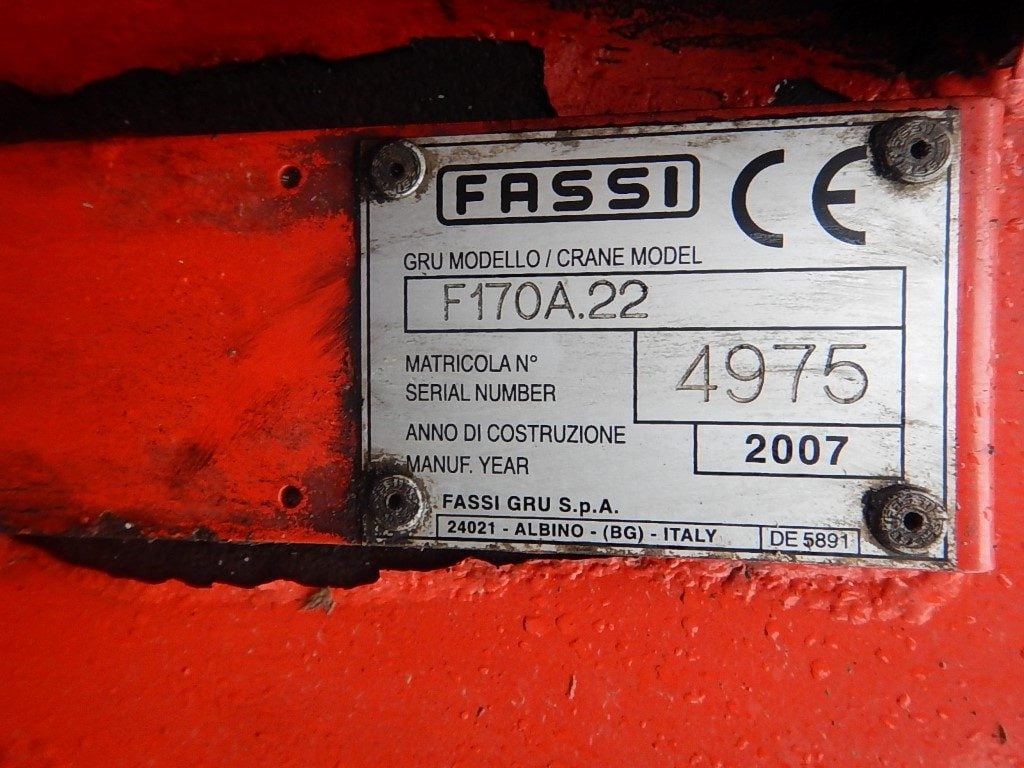 FASSI CE
GRU MODELLO / CRANE MODEL
F170A.22
MATRICOLA N°
SERIAL NUMBER
4975
ANNO DI COSTRUZIONE
MANUF. YEAR
2007
FASSI GRU S.p.A.
24021 - ALBINO - (BG) - ITALY DE 5891